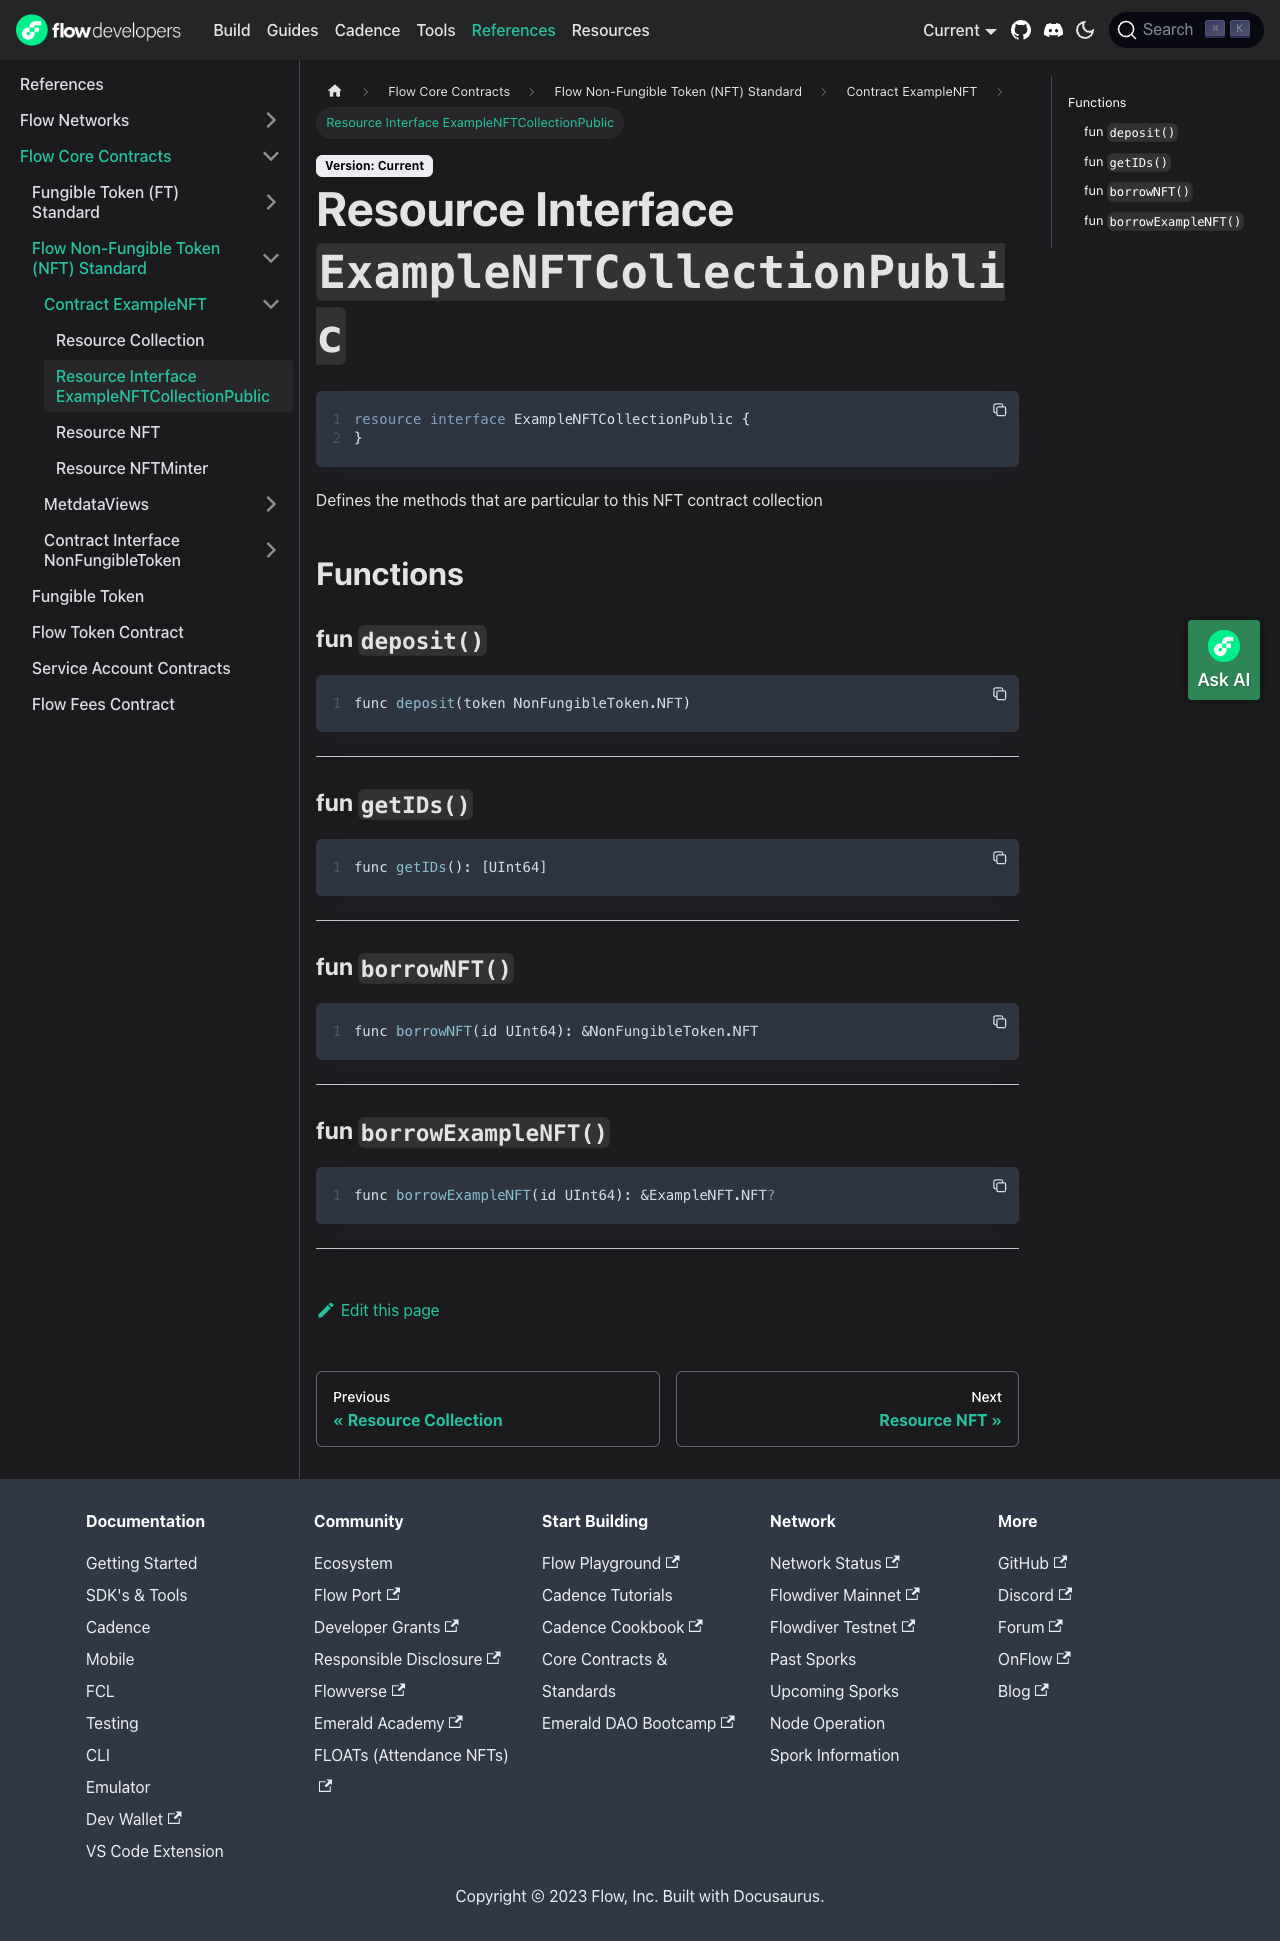 flowdevelopers Build Guides Cadence Tools References Resources Current Search ⌘ K
References
Flow Networks
Flow Core Contracts
Fungible Token (FT)
Standard
Flow Non-Fungible Token
(NFT) Standard
Contract ExampleNFT
Resource Collection
Resource Interface
ExampleNFTCollectionPublic
Resource NFT
Resource NFTMinter
MetdataViews
Contract Interface
NonFungibleToken
Fungible Token
Flow Token Contract
Service Account Contracts
Flow Fees Contract
Flow Core Contracts Flow Non-Fungible Token (NFT) Standard Contract ExampleNFT
Resource Interface ExampleNFTCollectionPublic
Version: Current
Resource Interface
ExampleNFTCollectionPubli
c
1 resource interface ExampleNFTCollectionPublic {
2 }
Defines the methods that are particular to this NFT contract collection
Functions
fun deposit()
1 func deposit(token NonFungibleToken.NFT)
fun getIDs()
1 func getIDs(): [UInt64]
fun borrowNFT()
1 func borrowNFT(id UInt64): &NonFungibleToken.NFT
fun borrowExampleNFT()
1 func borrowExampleNFT(id UInt64): &ExampleNFT.NFT?
Edit this page
Previous
« Resource Collection
Next
Resource NFT »
Functions
fun deposit()
fun getIDs()
fun borrowNFT()
fun borrowExampleNFT()
Ask AI
Documentation
Getting Started
SDK's & Tools
Cadence
Mobile
FCL
Testing
CLI
Emulator
Dev Wallet
VS Code Extension
Community
Ecosystem
Flow Port
Developer Grants
Responsible Disclosure
Flowverse
Emerald Academy
FLOATs (Attendance NFTs)
Start Building
Flow Playground
Cadence Tutorials
Cadence Cookbook
Core Contracts &
Standards
Emerald DAO Bootcamp
Network
Network Status
Flowdiver Mainnet
Flowdiver Testnet
Past Sporks
Upcoming Sporks
Node Operation
Spork Information
More
GitHub
Discord
Forum
OnFlow
Blog
Copyright © 2023 Flow, Inc. Built with Docusaurus.